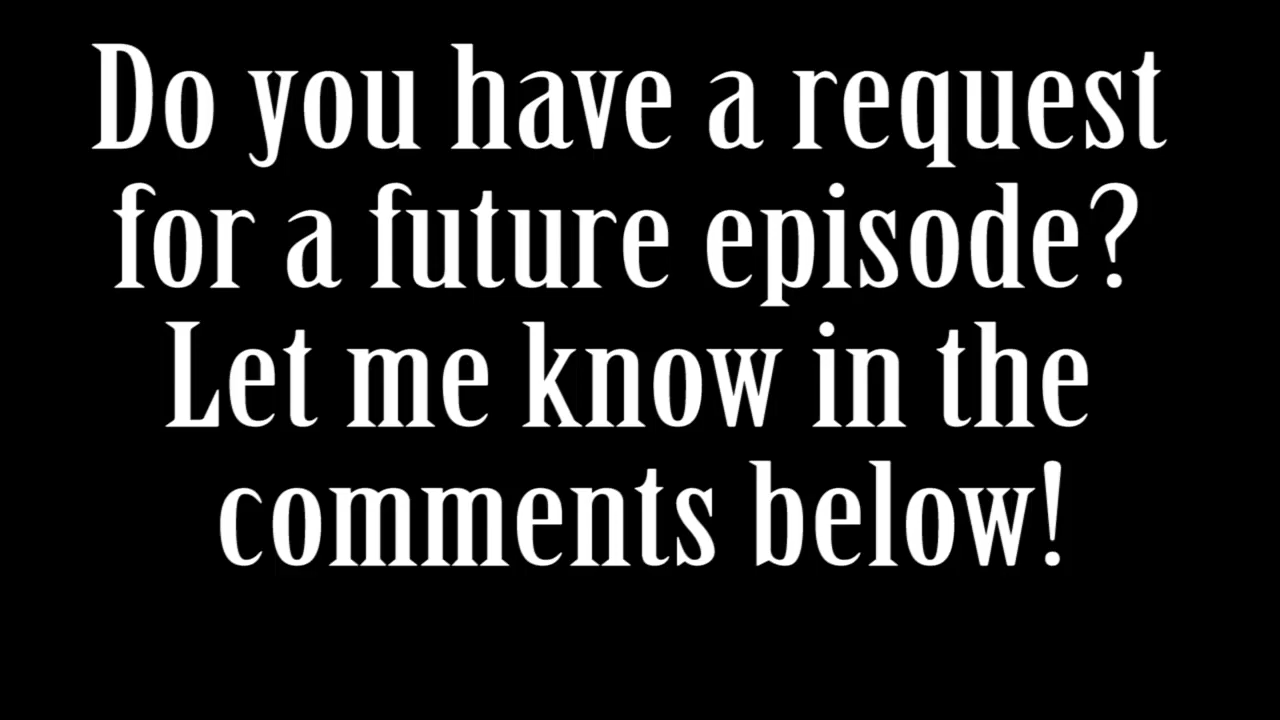 Do you have a request
for a future episode?
Let me know in the
comments below!